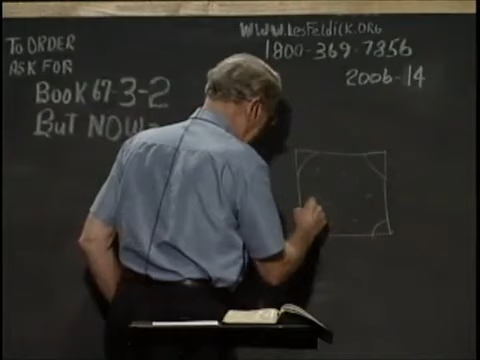 TO ORDER
ASK FOR
BOOK 67-3-2
BUT NOW-
WWW.LESFELDICK.ORG
1800-369-7856
2006-14